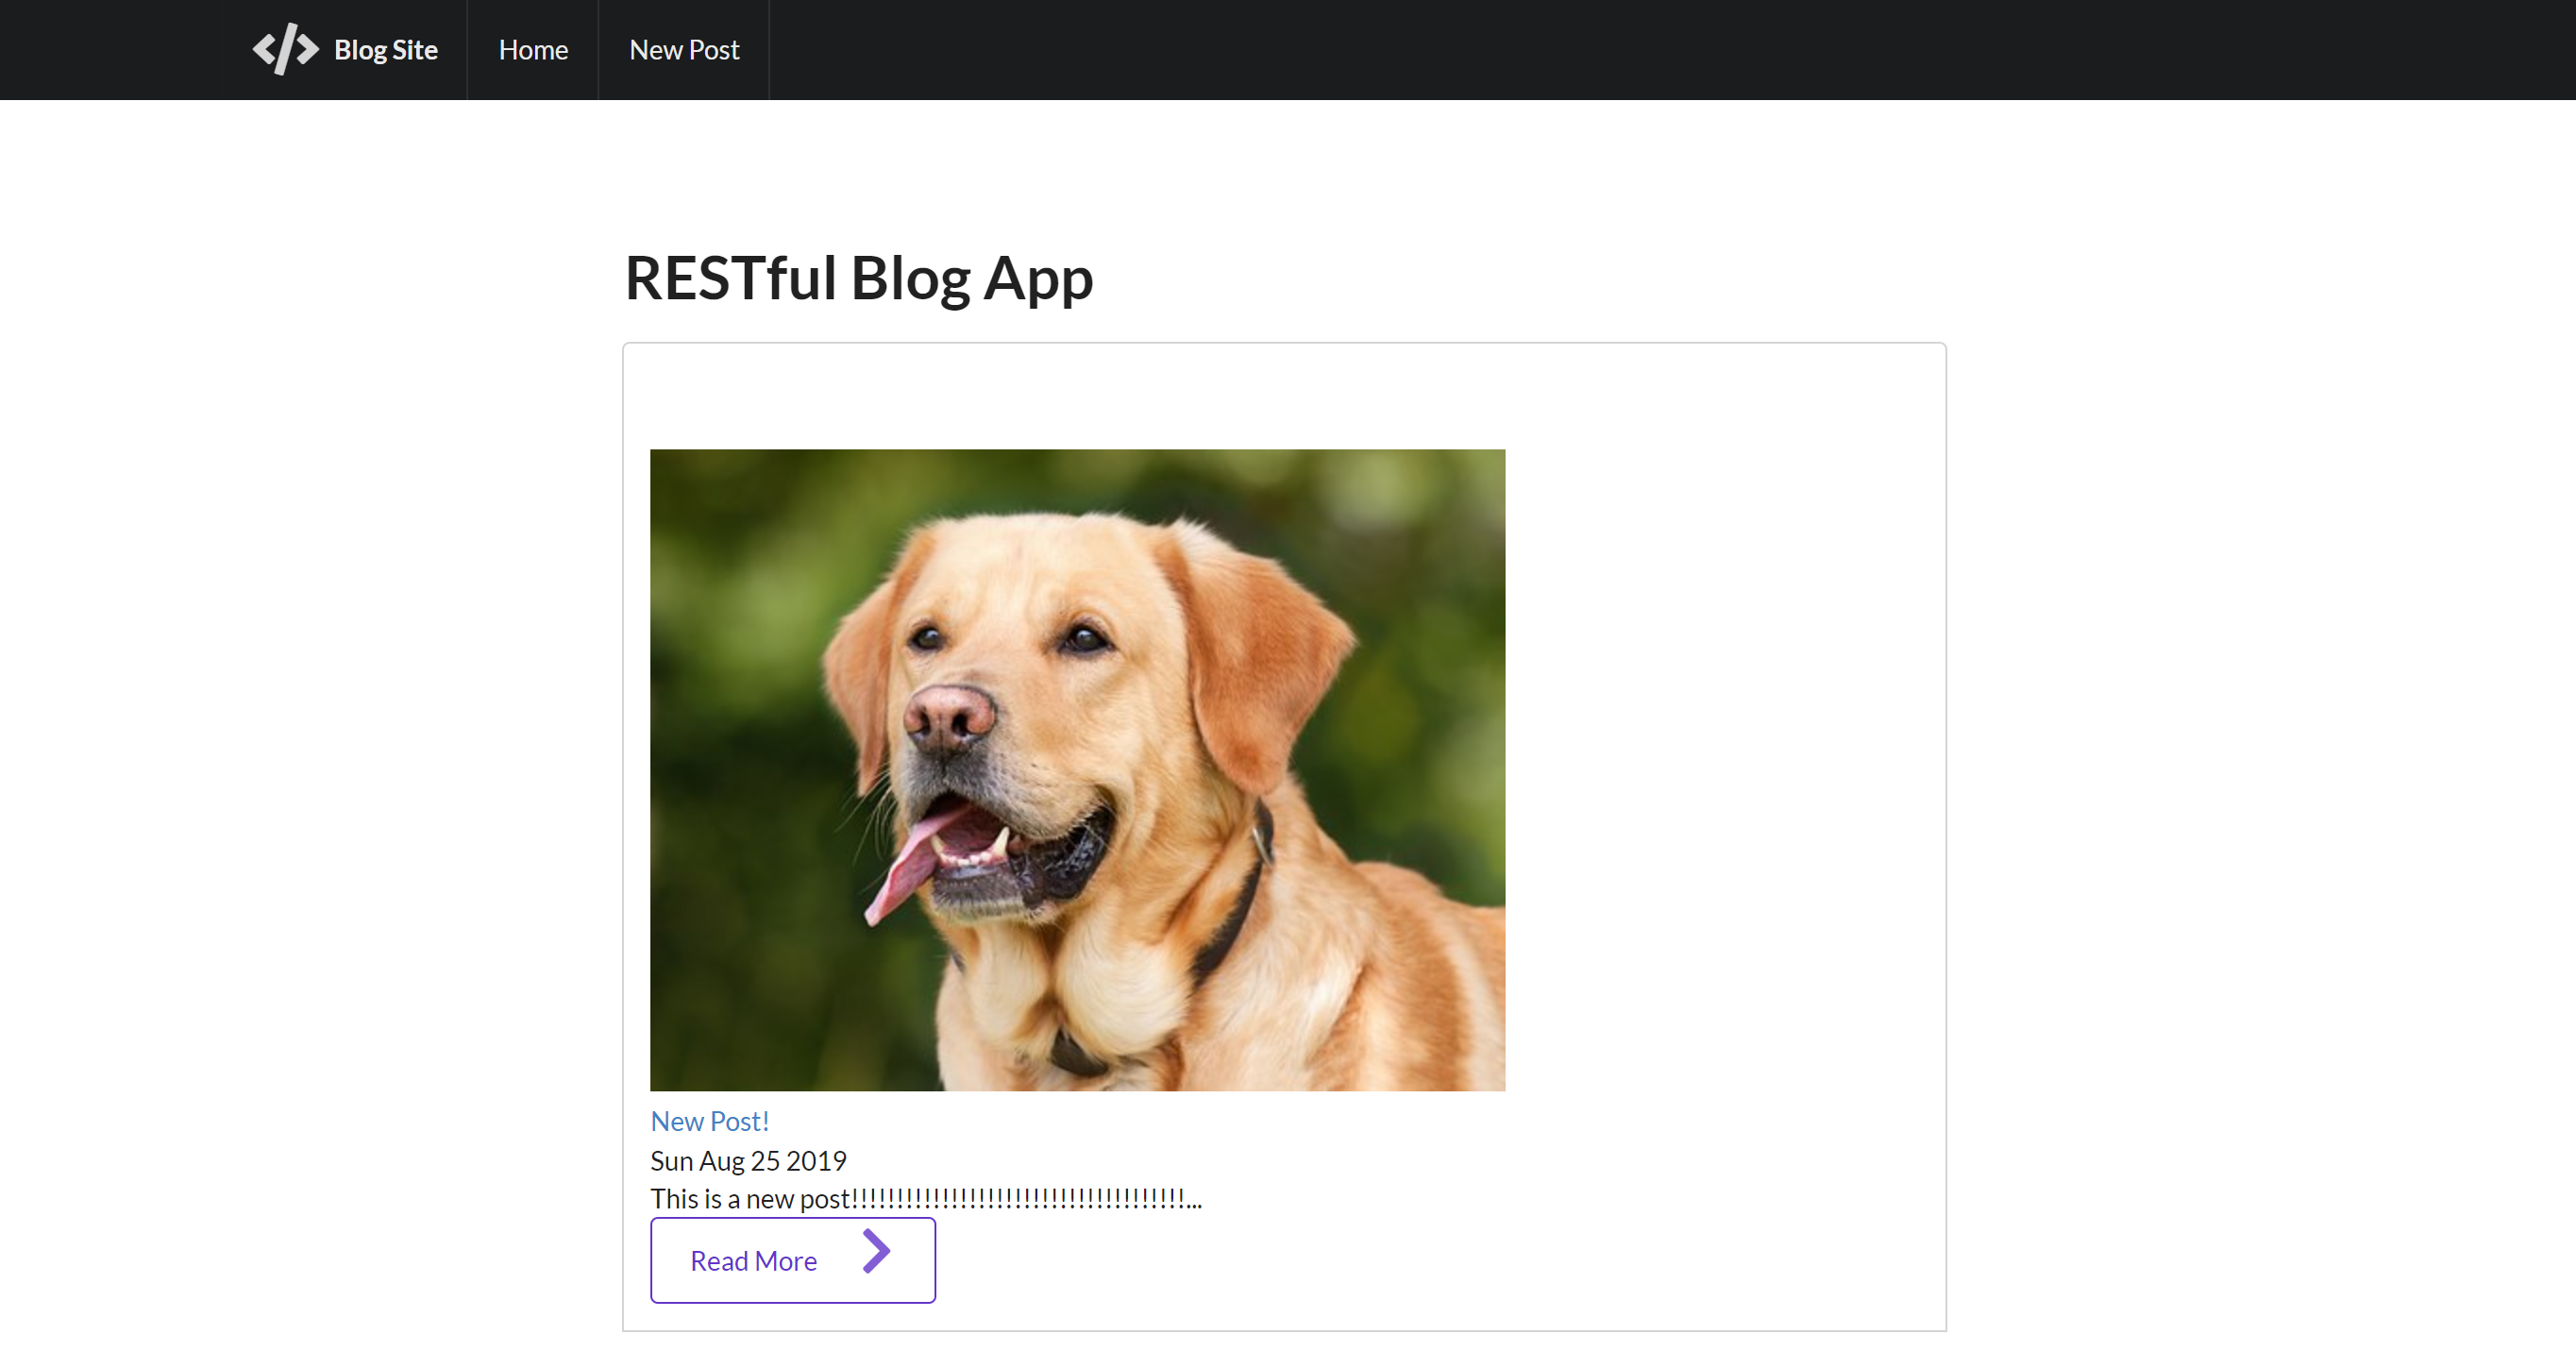 Blog Site Home New Post
RESTful Blog App
New Post!
Sun Aug 25 2019
This is a new post!!!!!!!!!!!!!!!!!!!!!!!!!!!!!!!!!!!!!...
Read More